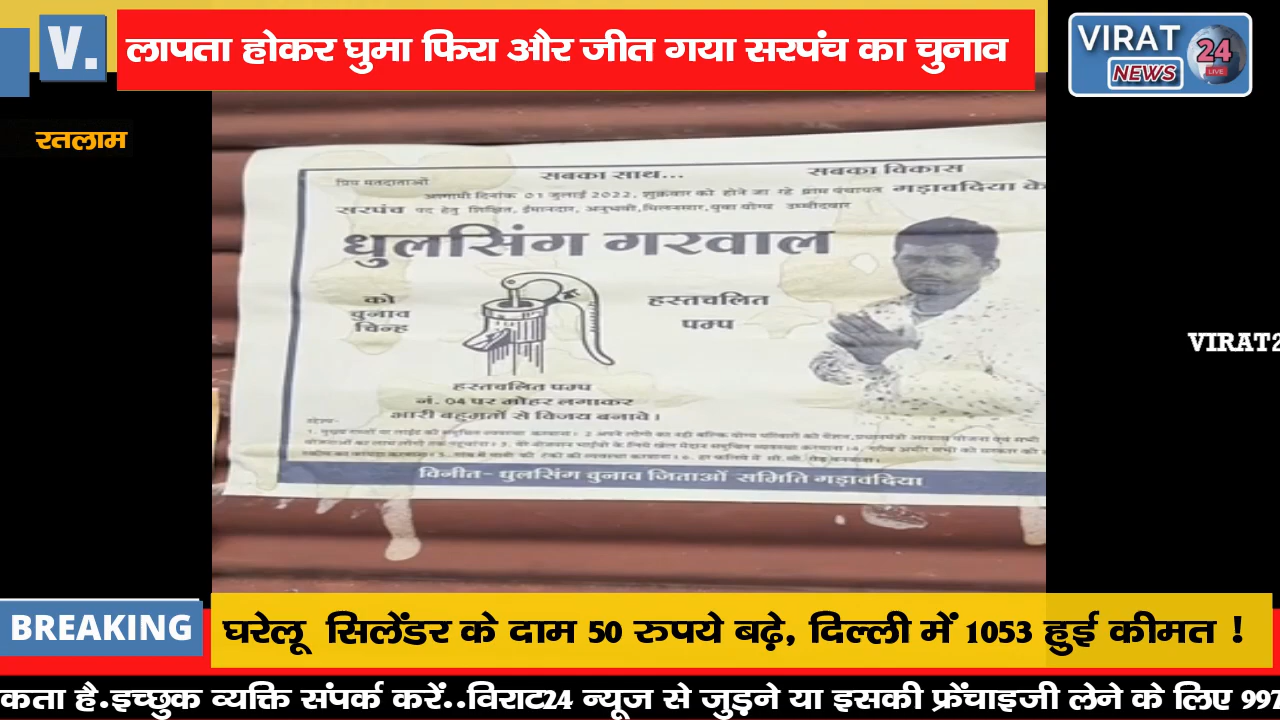 V.
लापता होकर घुमा फिरा और जीत गया सरपंच का चुनाव
VIRAT
24
LIVE
NEWS
रतलाम
सबका साथ... सबका विकास
प्रिय मतदाताओं
आगामी दिनांक 01 जुलाई 2022, शुक्रवार को होने जा रहे ग्राम पंचायत गड़ावदिया के
सरपंच पद हेतु शिक्षित, ईमानदार, अनुभवी, मिलनसार, युवा योग्य उम्मीदवार
धुलसिंग गरवाल
को
चुनाव
चिन्ह
हस्तचलित
पम्प
हस्तचलित पम्प
नं. 04 पर मोहर लगाकर
भारी बहुमतों से विजय बनावे।
विनीत- धुलसिंग चुनाव जिताओं समिति गड़ावदिया
VIRAT2
BREAKING
घरेलू सिलेंडर के दाम 50 रुपये बढ़े, दिल्ली में 1053 हुई कीमत !
कता है.इच्छुक व्यक्ति संपर्क करें..विराट24 न्यूज से जुड़ने या इसकी फ्रेंचाइजी लेने के लिए 997